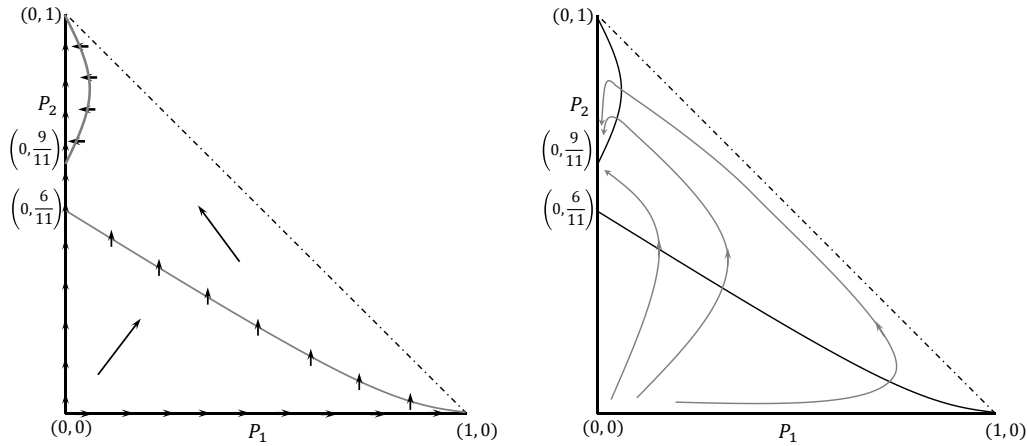 (0, 1)
P₂
(0, 9/11)
(0, 6/11)
(0, 0)
P₁
(1, 0)
(0, 1)
P₂
(0, 9/11)
(0, 6/11)
(0, 0)
P₁
(1, 0)